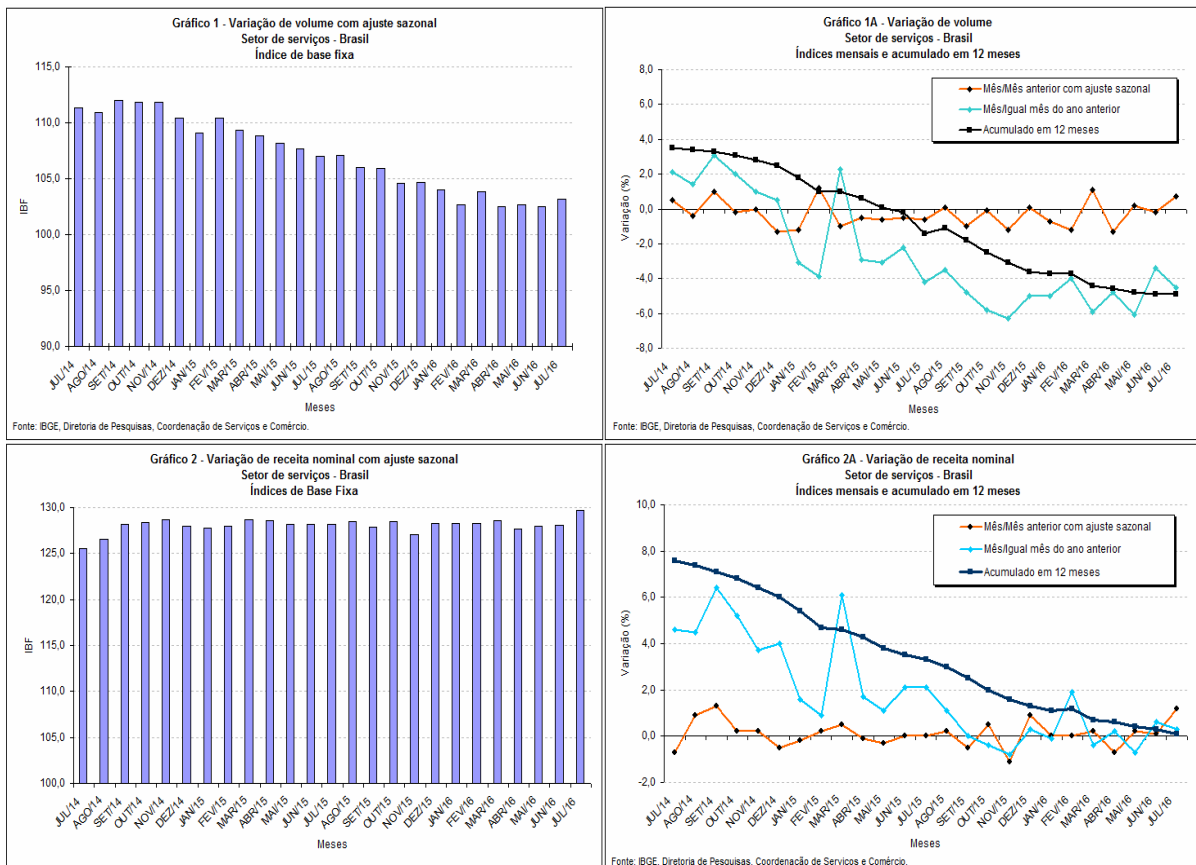 Gráfico 1 - Variação de volume com ajuste sazonal
Setor de serviços - Brasil
Índice de base fixa
115,0
110,0
105,0
100,0
95,0
90,0
IBF
JUL/14 AGO/14 SET/14 OUT/14 NOV/14 DEZ/14 JAN/15 FEV/15 MAR/15 ABR/15 MAI/15 JUN/15 JUL/15 AGO/15 SET/15 OUT/15 NOV/15 DEZ/15 JAN/16 FEV/16 MAR/16 ABR/16 MAI/16 JUN/16 JUL/16
Meses
Fonte: IBGE, Diretoria de Pesquisas, Coordenação de Serviços e Comércio.
Gráfico 1A - Variação de volume
Setor de serviços - Brasil
Índices mensais e acumulado em 12 meses
8,0
6,0
4,0
2,0
0,0
-2,0
-4,0
-6,0
-8,0
Variação (%)
Mês/Mês anterior com ajuste sazonal
Mês/Igual mês do ano anterior
Acumulado em 12 meses
JUL/14 AGO/14 SET/14 OUT/14 NOV/14 DEZ/14 JAN/15 FEV/15 MAR/15 ABR/15 MAI/15 JUN/15 JUL/15 AGO/15 SET/15 OUT/15 NOV/15 DEZ/15 JAN/16 FEV/16 MAR/16 ABR/16 MAI/16 JUN/16 JUL/16
Meses
Fonte: IBGE, Diretoria de Pesquisas, Coordenação de Serviços e Comércio.
Gráfico 2 - Variação de receita nominal com ajuste sazonal
Setor de serviços - Brasil
Índices de Base Fixa
130,0
125,0
120,0
115,0
110,0
105,0
100,0
IBF
JUL/14 AGO/14 SET/14 OUT/14 NOV/14 DEZ/14 JAN/15 FEV/15 MAR/15 ABR/15 MAI/15 JUN/15 JUL/15 AGO/15 SET/15 OUT/15 NOV/15 DEZ/15 JAN/16 FEV/16 MAR/16 ABR/16 MAI/16 JUN/16 JUL/16
Meses
Gráfico 2A - Variação de receita nominal
Setor de serviços - Brasil
Índices mensais e acumulado em 12 meses
10,0
8,0
6,0
4,0
2,0
0,0
-2,0
Variação (%)
Mês/Mês anterior com ajuste sazonal
Mês/Igual mês do ano anterior
Acumulado em 12 meses
JUL/14 AGO/14 SET/14 OUT/14 NOV/14 DEZ/14 JAN/15 FEV/15 MAR/15 ABR/15 MAI/15 JUN/15 JUL/15 AGO/15 SET/15 OUT/15 NOV/15 DEZ/15 JAN/16 FEV/16 MAR/16 ABR/16 MAI/16 JUN/16 JUL/16
Meses
Fonte: IBGE, Diretoria de Pesquisas, Coordenação de Serviços e Comércio.